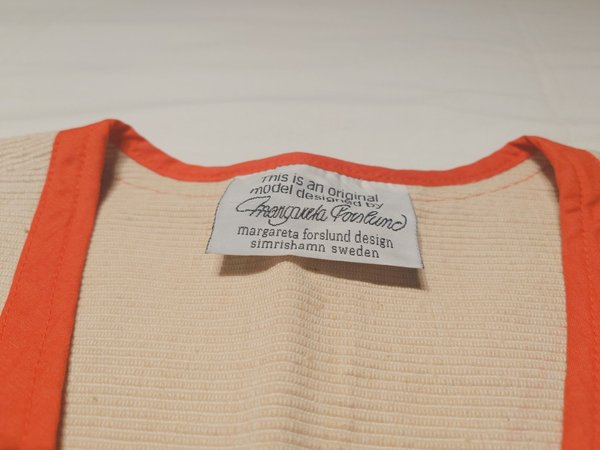 This is an original
model designed by
Margareta Forslund
margareta forslund design
simrishamn sweden